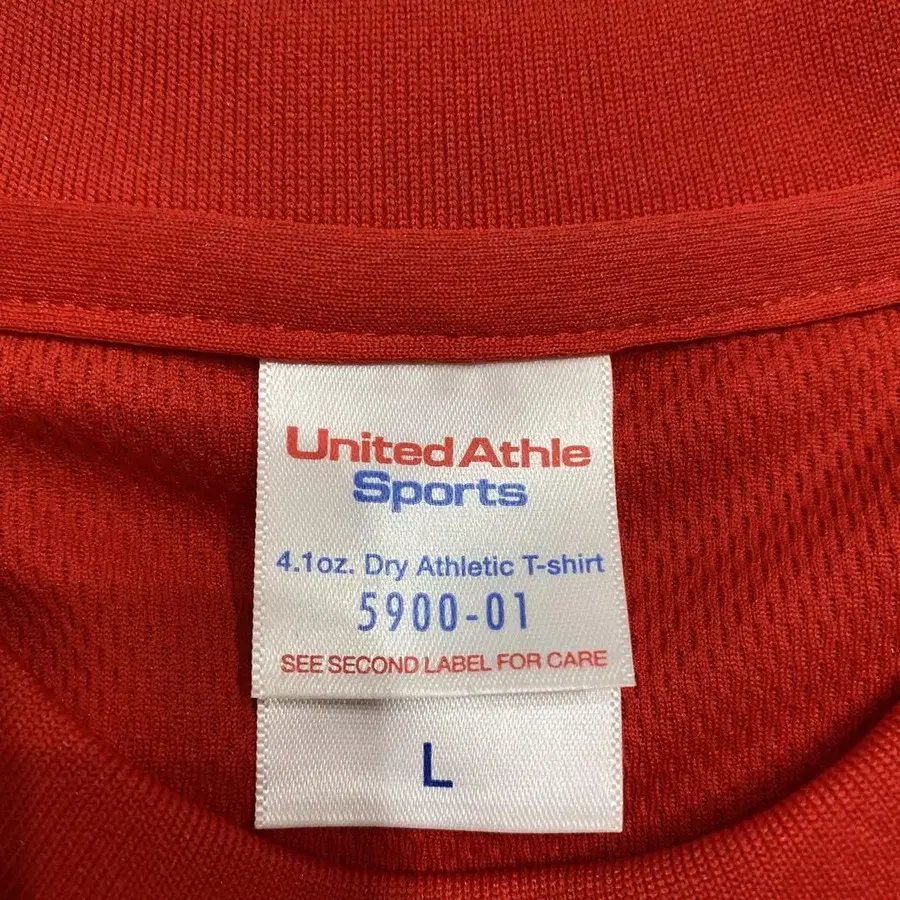 United Athle
Sports
4.1oz. Dry Athletic T-shirt
5900-01
SEE SECOND LABEL FOR CARE
L